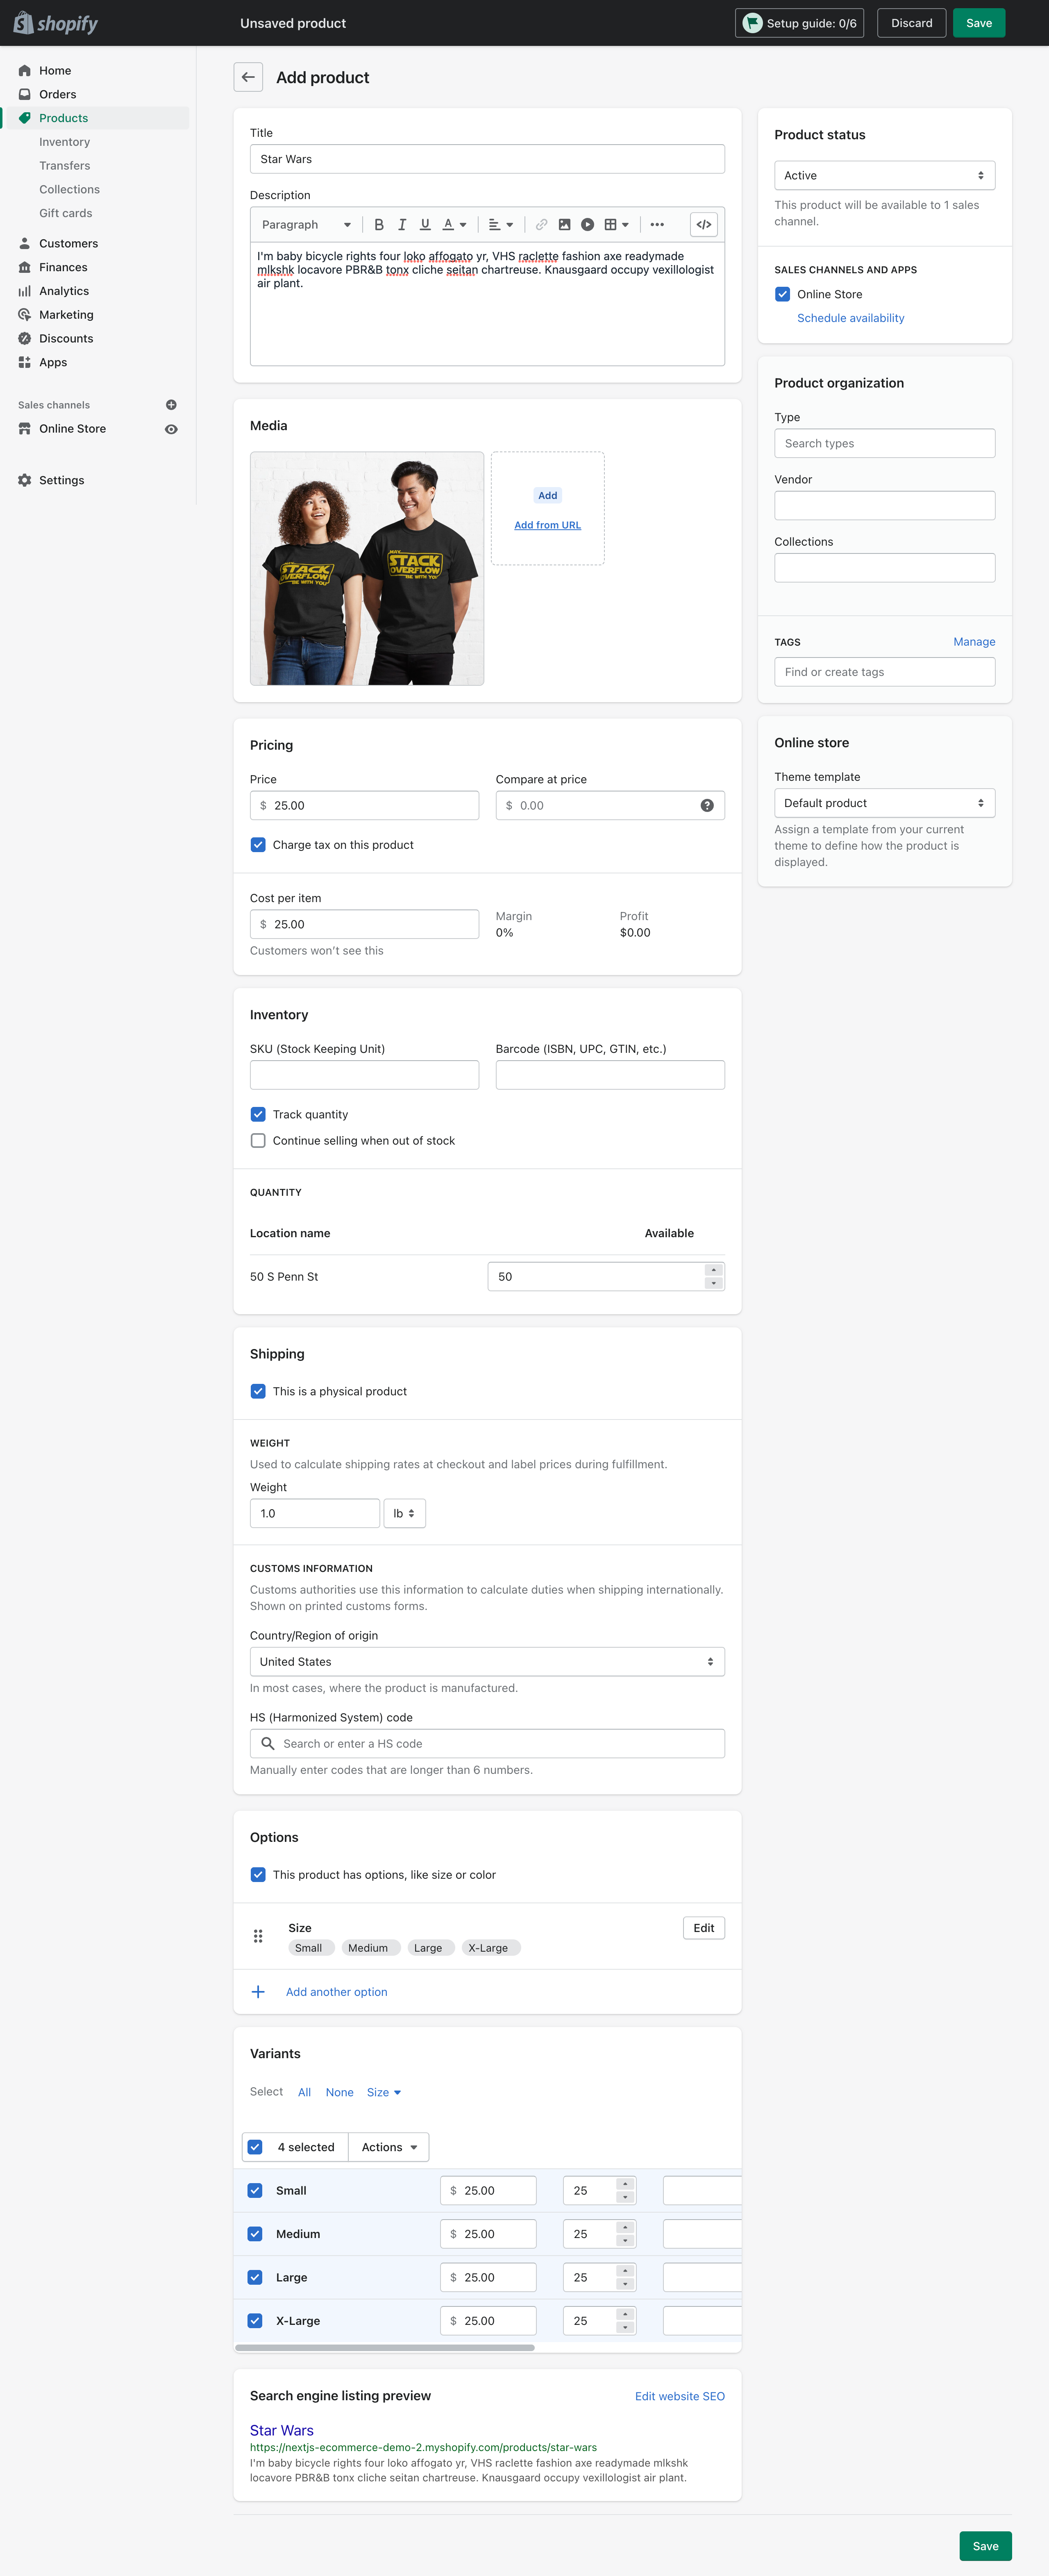 shopify
Unsaved product
Setup guide: 0/6
Discard
Save
Home
Orders
Products
Inventory
Transfers
Collections
Gift cards
Customers
Finances
Analytics
Marketing
Discounts
Apps
Sales channels
Online Store
Settings
Add product
Title
Star Wars
Description
Paragraph
B I U A
</>
I'm baby bicycle rights four loko affogato yr, VHS raclette fashion axe readymade
mlkshk locavore PBR&B tonx cliche seitan chartreuse. Knausgaard occupy vexillologist
air plant.
Media
MAY
STACK
OVERFLOW
BE WITH YOU
MAY
STACK
OVERFLOW
BE WITH YOU
Add
Add from URL
Pricing
Price
Compare at price
$ 25.00
$ 0.00
Charge tax on this product
Cost per item
$ 25.00
Margin
0%
Profit
$0.00
Customers won't see this
Inventory
SKU (Stock Keeping Unit)
Barcode (ISBN, UPC, GTIN, etc.)
Track quantity
Continue selling when out of stock
QUANTITY
Location name
Available
50 S Penn St
50
Shipping
This is a physical product
WEIGHT
Used to calculate shipping rates at checkout and label prices during fulfillment.
Weight
1.0
lb
CUSTOMS INFORMATION
Customs authorities use this information to calculate duties when shipping internationally.
Shown on printed customs forms.
Country/Region of origin
United States
In most cases, where the product is manufactured.
HS (Harmonized System) code
Search or enter a HS code
Manually enter codes that are longer than 6 numbers.
Options
This product has options, like size or color
Size
Edit
Small Medium Large X-Large
Add another option
Variants
Select All None Size
4 selected
Actions
Small $ 25.00 25
Medium $ 25.00 25
Large $ 25.00 25
X-Large $ 25.00 25
Search engine listing preview
Edit website SEO
Star Wars
https://nextjs-ecommerce-demo-2.myshopify.com/products/star-wars
I'm baby bicycle rights four loko affogato yr, VHS raclette fashion axe readymade mlkshk
locavore PBR&B tonx cliche seitan chartreuse. Knausgaard occupy vexillologist air plant.
Product status
Active
This product will be available to 1 sales
channel.
SALES CHANNELS AND APPS
Online Store
Schedule availability
Product organization
Type
Search types
Vendor
Collections
TAGS
Manage
Find or create tags
Online store
Theme template
Default product
Assign a template from your current
theme to define how the product is
displayed.
Save